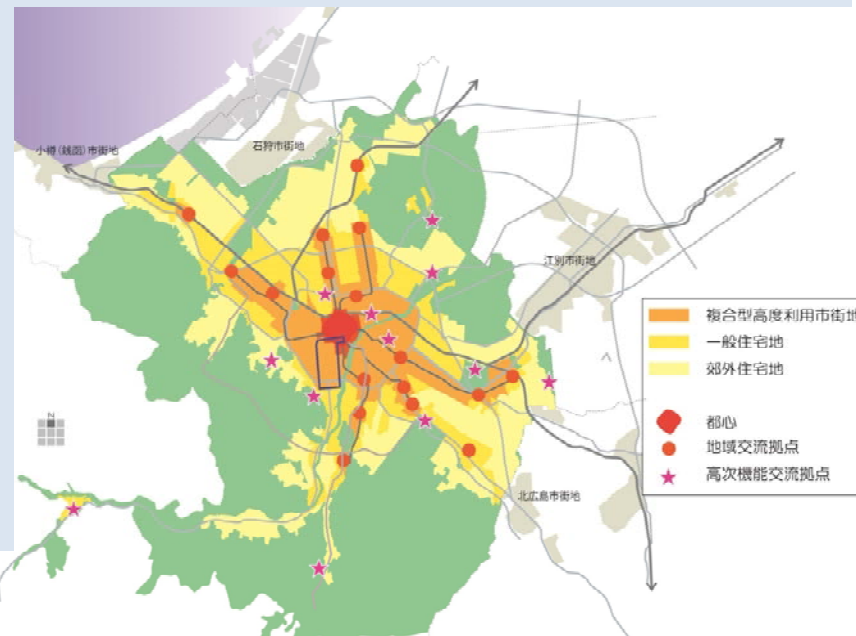 小樽(銭函)市街地
石狩市街地
江別市街地
北広島市街地
複合型高度利用市街地
一般住宅地
郊外住宅地
都心
地域交流拠点
高次機能交流拠点
N